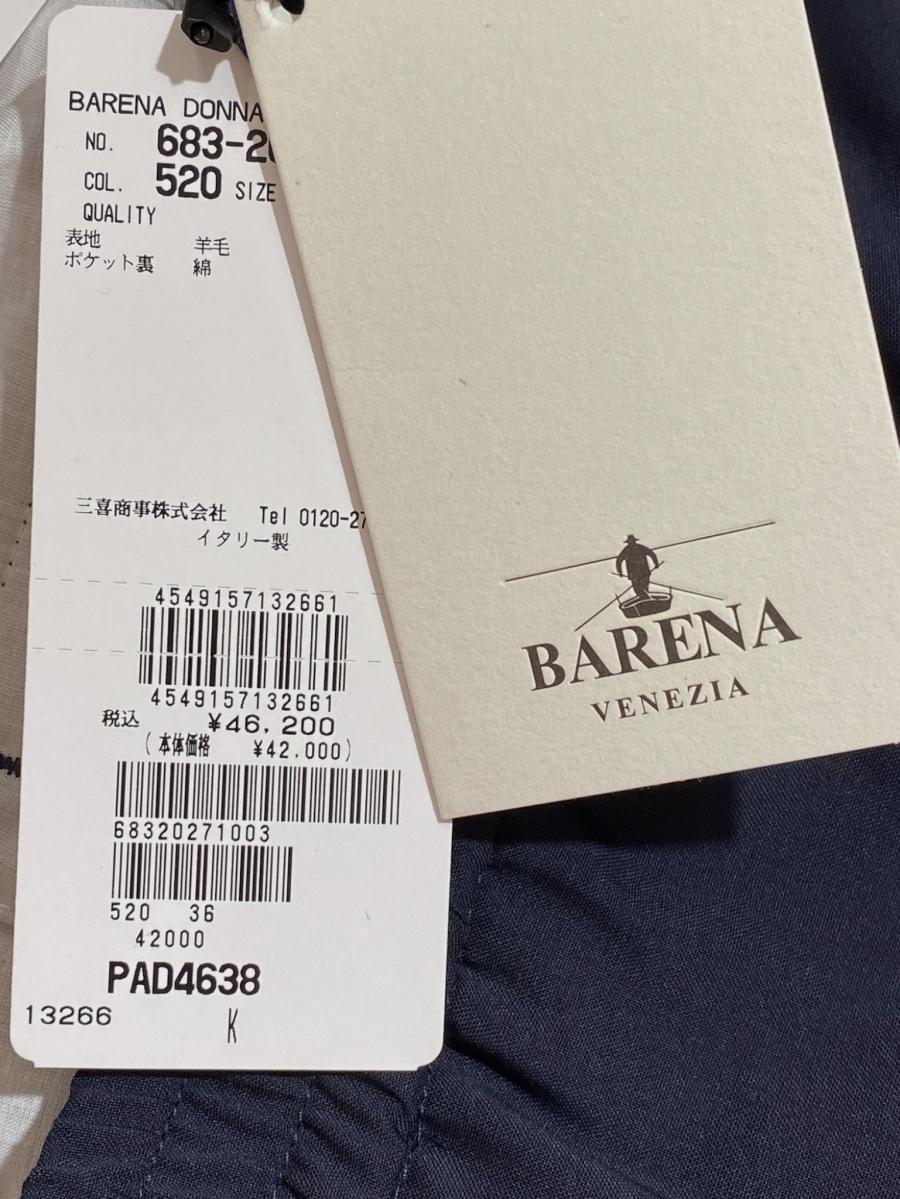 BARENA DONNA
NO. 683-2
COL. 520 SIZE
QUALITY
表地 羊毛
ポケット裏 綿
三喜商事株式会社 Tel 0120-27
イタリー製
4549157132661
4549157132661
税込 ¥46,200
(本体価格 ¥42,000)
68320271003
520 36
42000
PAD4638
13266 K
BARENA
VENEZIA